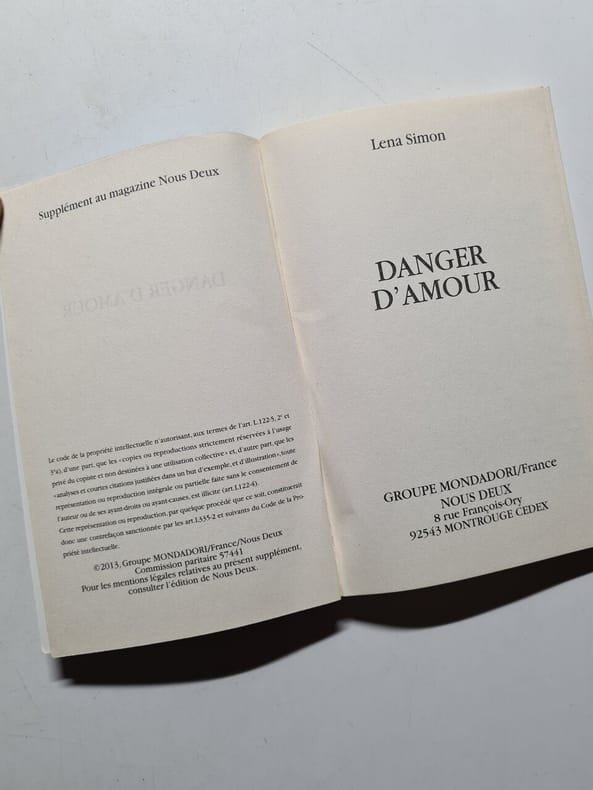 Supplément au magazine Nous Deux
DANGER D'AMOUR
Le code de la propriété intellectuelle n'autorisant, aux termes de l'art. L.122-5, 2° et
3°a), d'une part, que les «copies ou reproductions strictement réservées à l'usage
privé du copiste et non destinées à une utilisation collective» et, d'autre part, que les
«analyses et courtes citations justifiées dans un but d'exemple, et d'illustration», toute
représentation ou reproduction intégrale ou partielle faite sans le consentement de
l'auteur ou de ses ayant-droits ou ayant-causes, est illicite (art. L.122-4).
Cette représentation ou reproduction, par quelque procédé que ce soit, constituerait
donc une contrefaçon sanctionnée par les art. L335-2 et suivants du Code de la Pro-
priété intellectuelle.
©2013, Groupe MONDADORI/France/Nous Deux
Commission paritaire 57441
Pour les mentions légales relatives au présent supplément,
consulter l'édition de Nous Deux.
Lena Simon
DANGER
D'AMOUR
GROUPE MONDADORI/France
NOUS DEUX
8 rue François-Ory
92543 MONTROUGE CEDEX